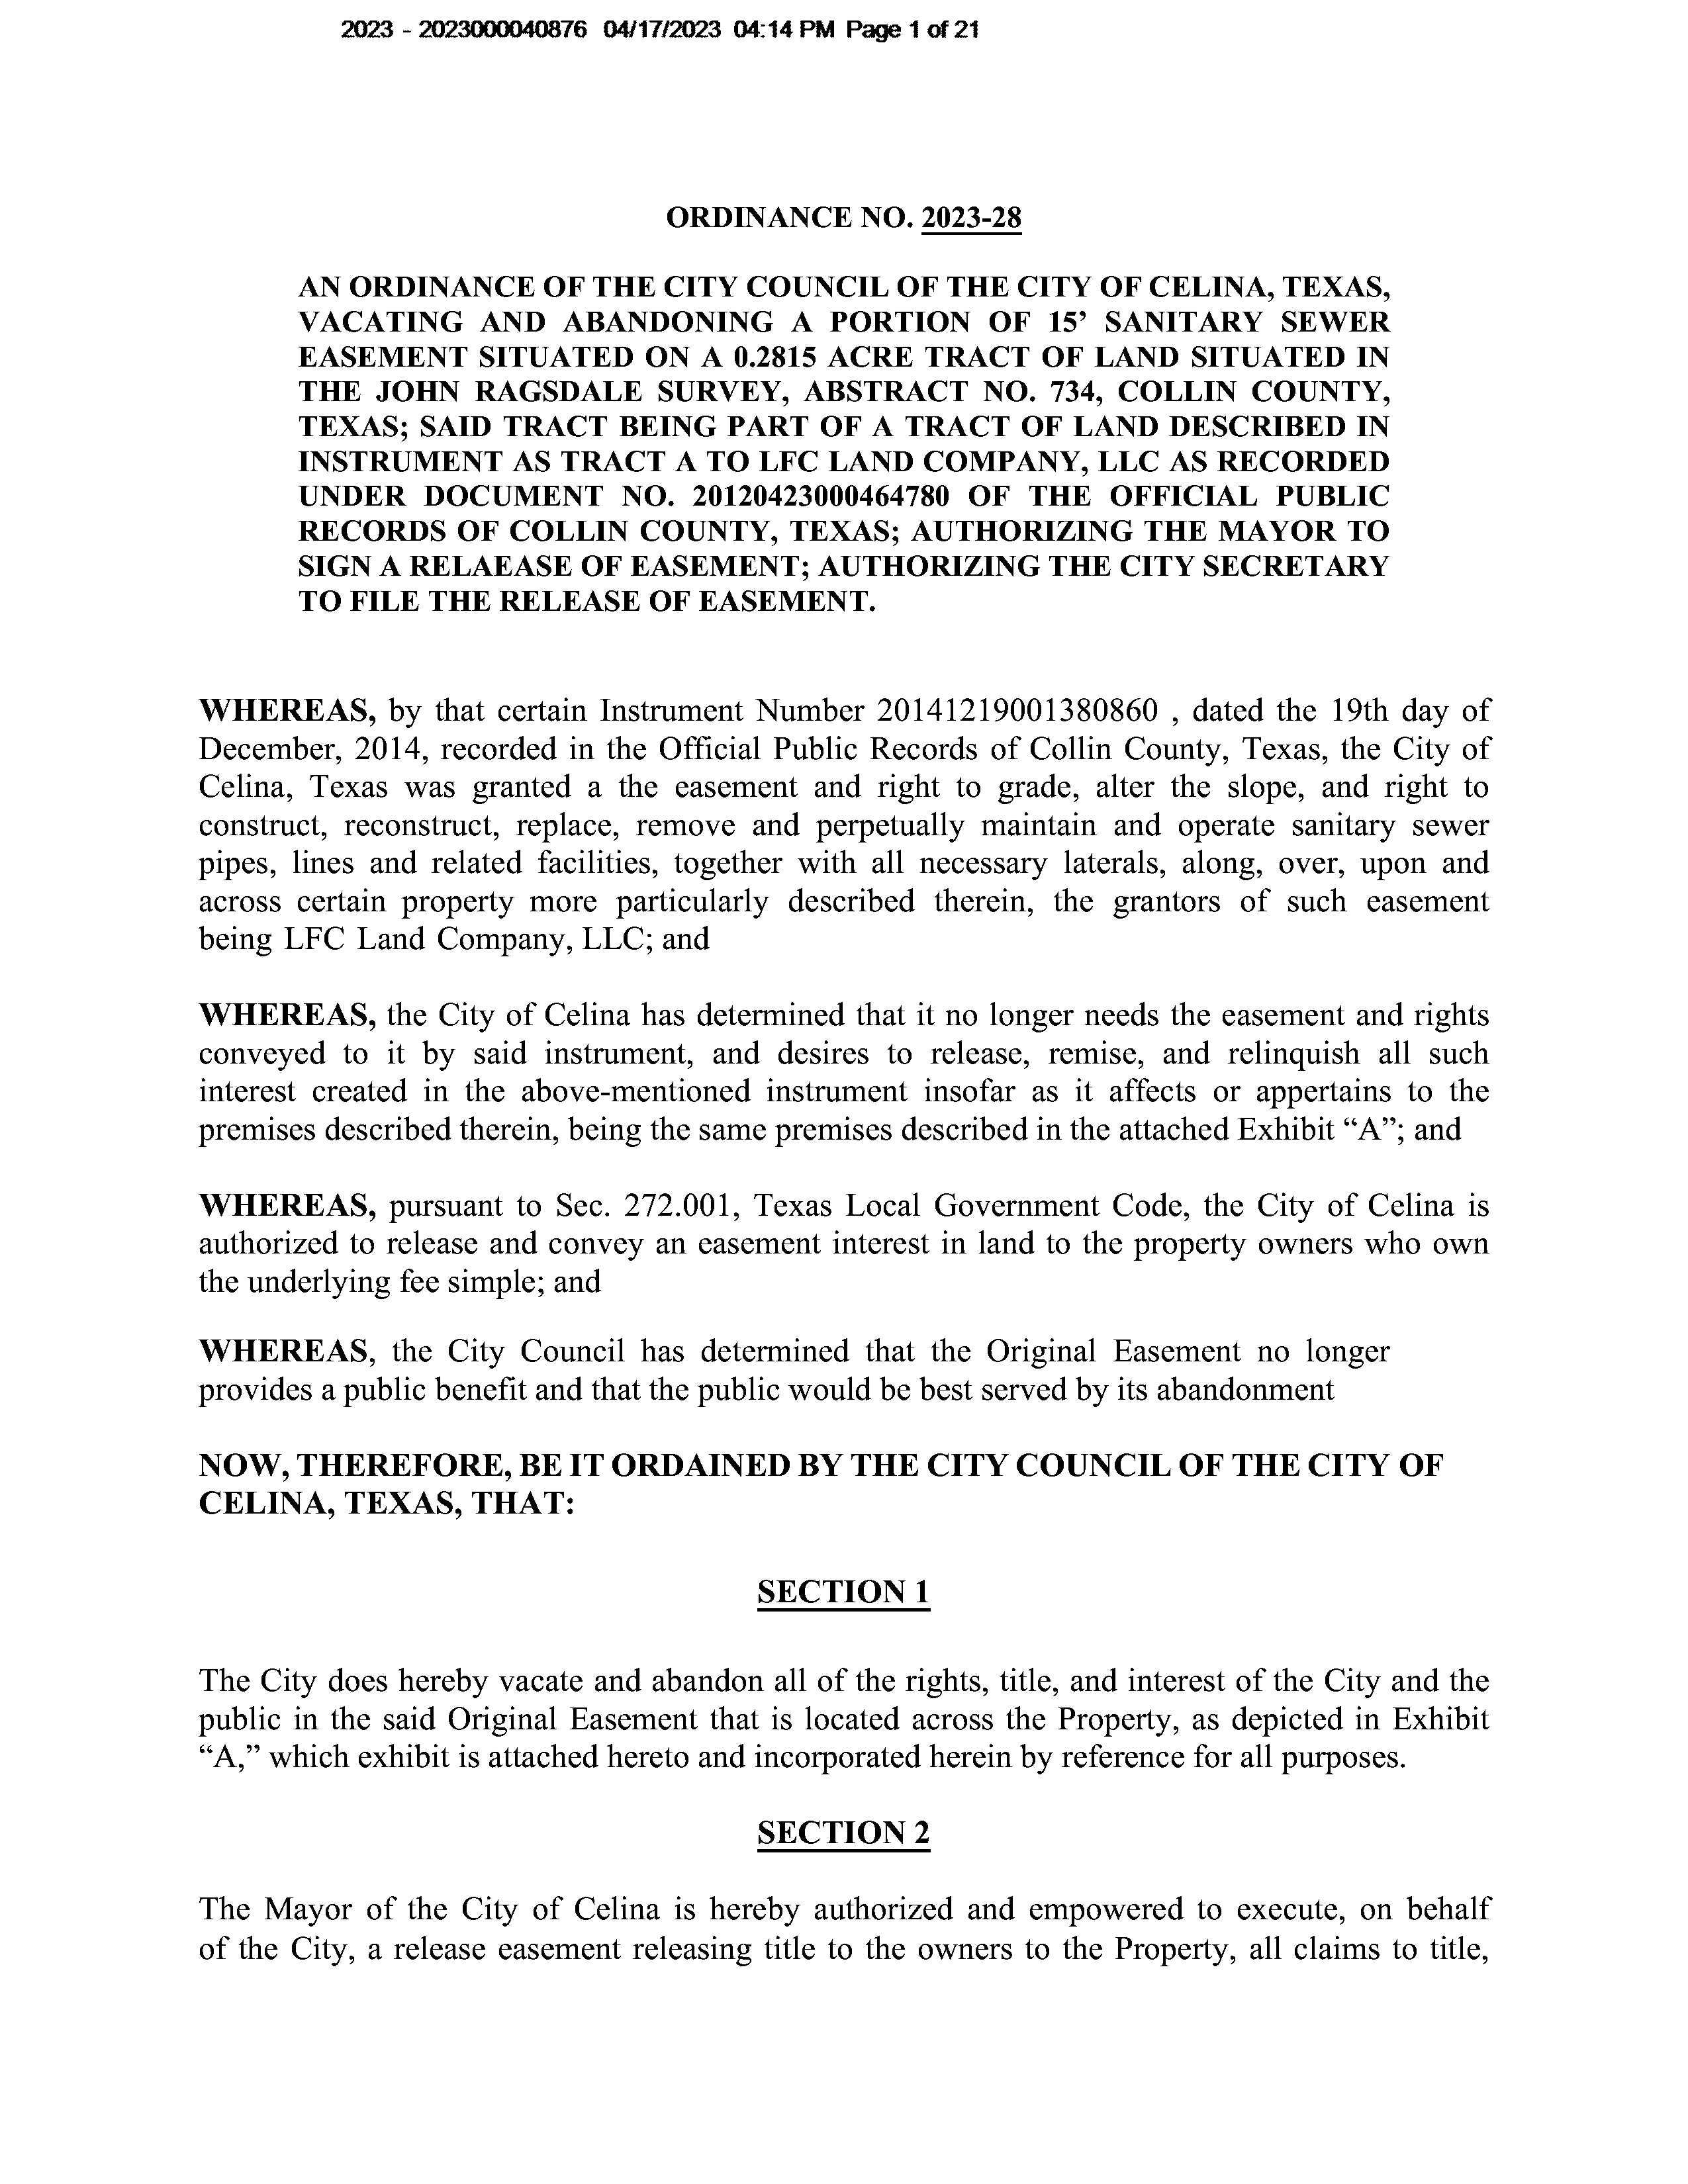 2023 - 2023000040876 04/17/2023 04:14 PM Page 1 of 21
ORDINANCE NO. 2023-28
AN ORDINANCE OF THE CITY COUNCIL OF THE CITY OF CELINA, TEXAS,
VACATING AND ABANDONING A PORTION OF 15’ SANITARY SEWER
EASEMENT SITUATED ON A 0.2815 ACRE TRACT OF LAND SITUATED IN
THE JOHN RAGSDALE SURVEY, ABSTRACT NO. 734, COLLIN COUNTY,
TEXAS; SAID TRACT BEING PART OF A TRACT OF LAND DESCRIBED IN
INSTRUMENT AS TRACT A TO LFC LAND COMPANY, LLC AS RECORDED
UNDER DOCUMENT NO. 20120423000464780 OF THE OFFICIAL PUBLIC
RECORDS OF COLLIN COUNTY, TEXAS; AUTHORIZING THE MAYOR TO
SIGN A RELAEASE OF EASEMENT; AUTHORIZING THE CITY SECRETARY
TO FILE THE RELEASE OF EASEMENT.
WHEREAS, by that certain Instrument Number 20141219001380860 , dated the 19th day of
December, 2014, recorded in the Official Public Records of Collin County, Texas, the City of
Celina, Texas was granted a the easement and right to grade, alter the slope, and right to
construct, reconstruct, replace, remove and perpetually maintain and operate sanitary sewer
pipes, lines and related facilities, together with all necessary laterals, along, over, upon and
across certain property more particularly described therein, the grantors of such easement
being LFC Land Company, LLC; and
WHEREAS, the City of Celina has determined that it no longer needs the easement and rights
conveyed to it by said instrument, and desires to release, remise, and relinquish all such
interest created in the above-mentioned instrument insofar as it affects or appertains to the
premises described therein, being the same premises described in the attached Exhibit “A”; and
WHEREAS, pursuant to Sec. 272.001, Texas Local Government Code, the City of Celina is
authorized to release and convey an easement interest in land to the property owners who own
the underlying fee simple; and
WHEREAS, the City Council has determined that the Original Easement no longer
provides a public benefit and that the public would be best served by its abandonment
NOW, THEREFORE, BE IT ORDAINED BY THE CITY COUNCIL OF THE CITY OF
CELINA, TEXAS, THAT:
SECTION 1
The City does hereby vacate and abandon all of the rights, title, and interest of the City and the
public in the said Original Easement that is located across the Property, as depicted in Exhibit
“A,” which exhibit is attached hereto and incorporated herein by reference for all purposes.
SECTION 2
The Mayor of the City of Celina is hereby authorized and empowered to execute, on behalf
of the City, a release easement releasing title to the owners to the Property, all claims to title,